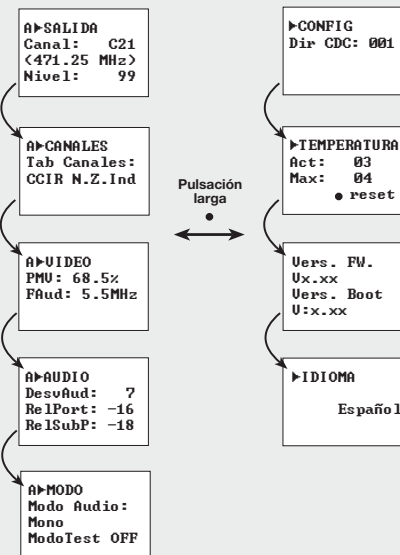 A►SALIDA
Canal: C21
(471.25 MHz)
Nivel: 99
A►CANALES
Tab Canales:
CCIR N.Z.Ind
A►VIDEO
PMV: 68.5%
FAud: 5.5MHz
A►AUDIO
DesvAud: 7
RelPort: -16
RelSubP: -18
A►MODO
Modo Audio:
Mono
ModoTest OFF
Pulsación
larga
►CONFIG
Dir CDC: 001
►TEMPERATURA
Act: 03
Max: 04
● reset
Vers. FW.
Vx.xx
Vers. Boot
V:x.xx
►IDIOMA
Español